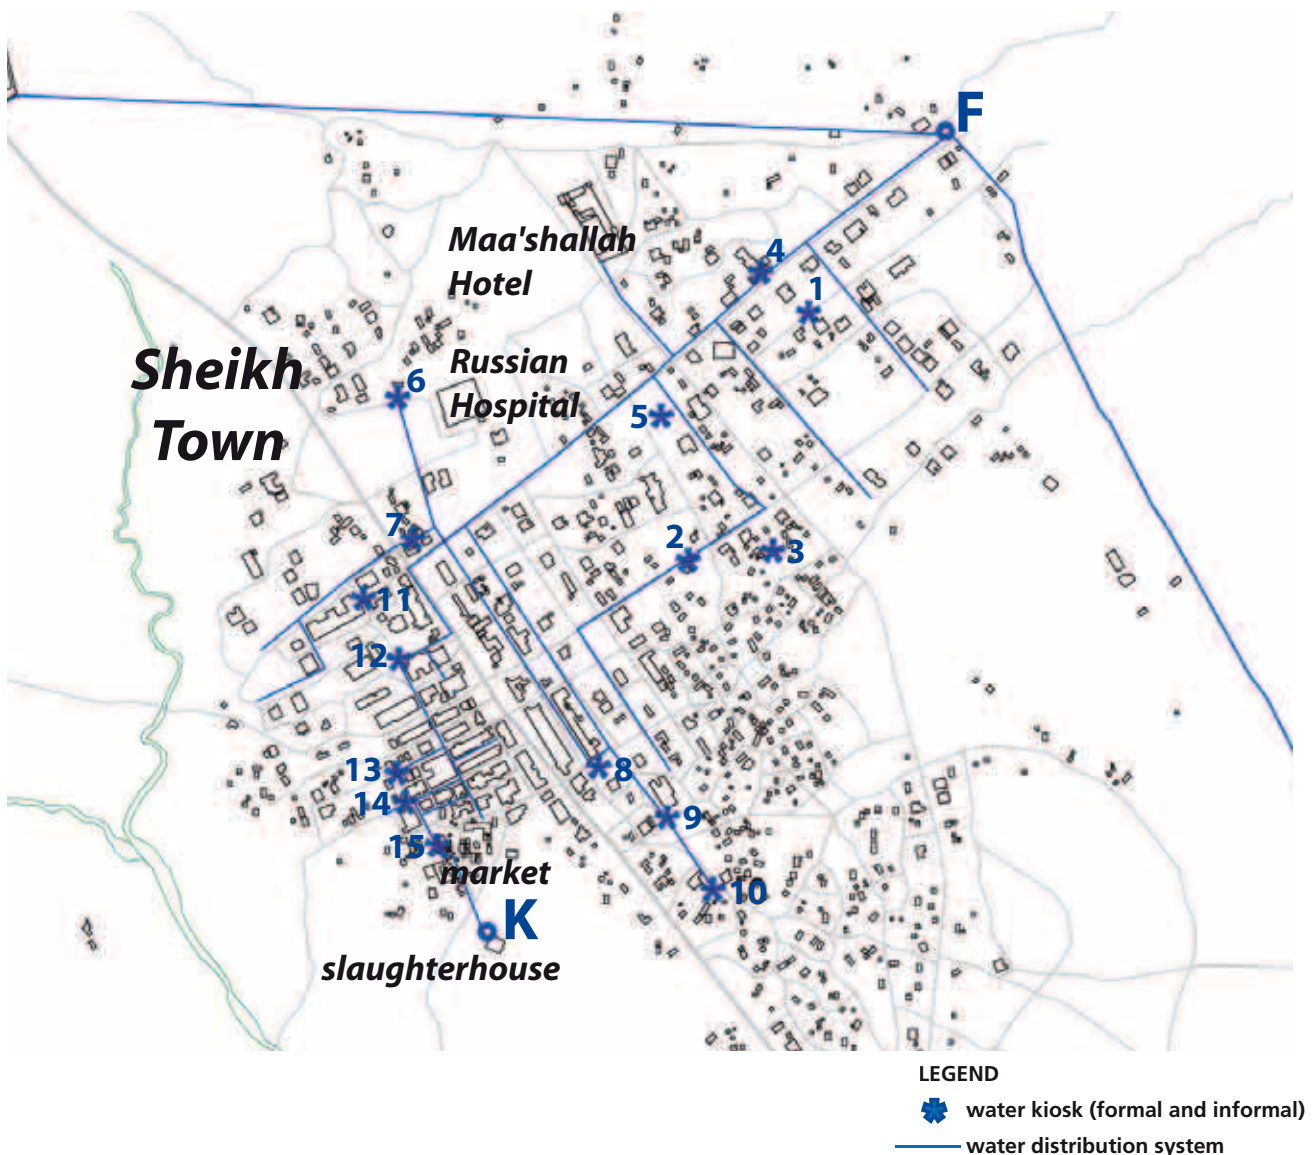 F
Maa'shallah
Hotel
4
1
Sheikh
Town
Russian
Hospital
6
5
7
2
3
11
12
13
8
14
9
15
market
10
K
slaughterhouse
LEGEND
water kiosk (formal and informal)
water distribution system